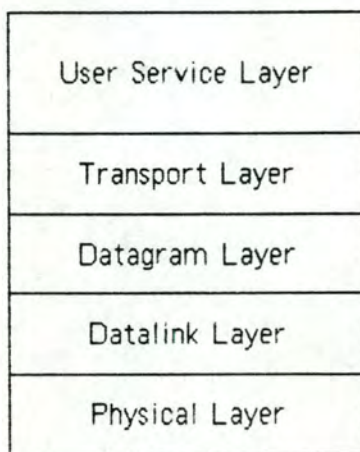 User Service Layer
Transport Layer
Datagram Layer
Datalink Layer
Physical Layer